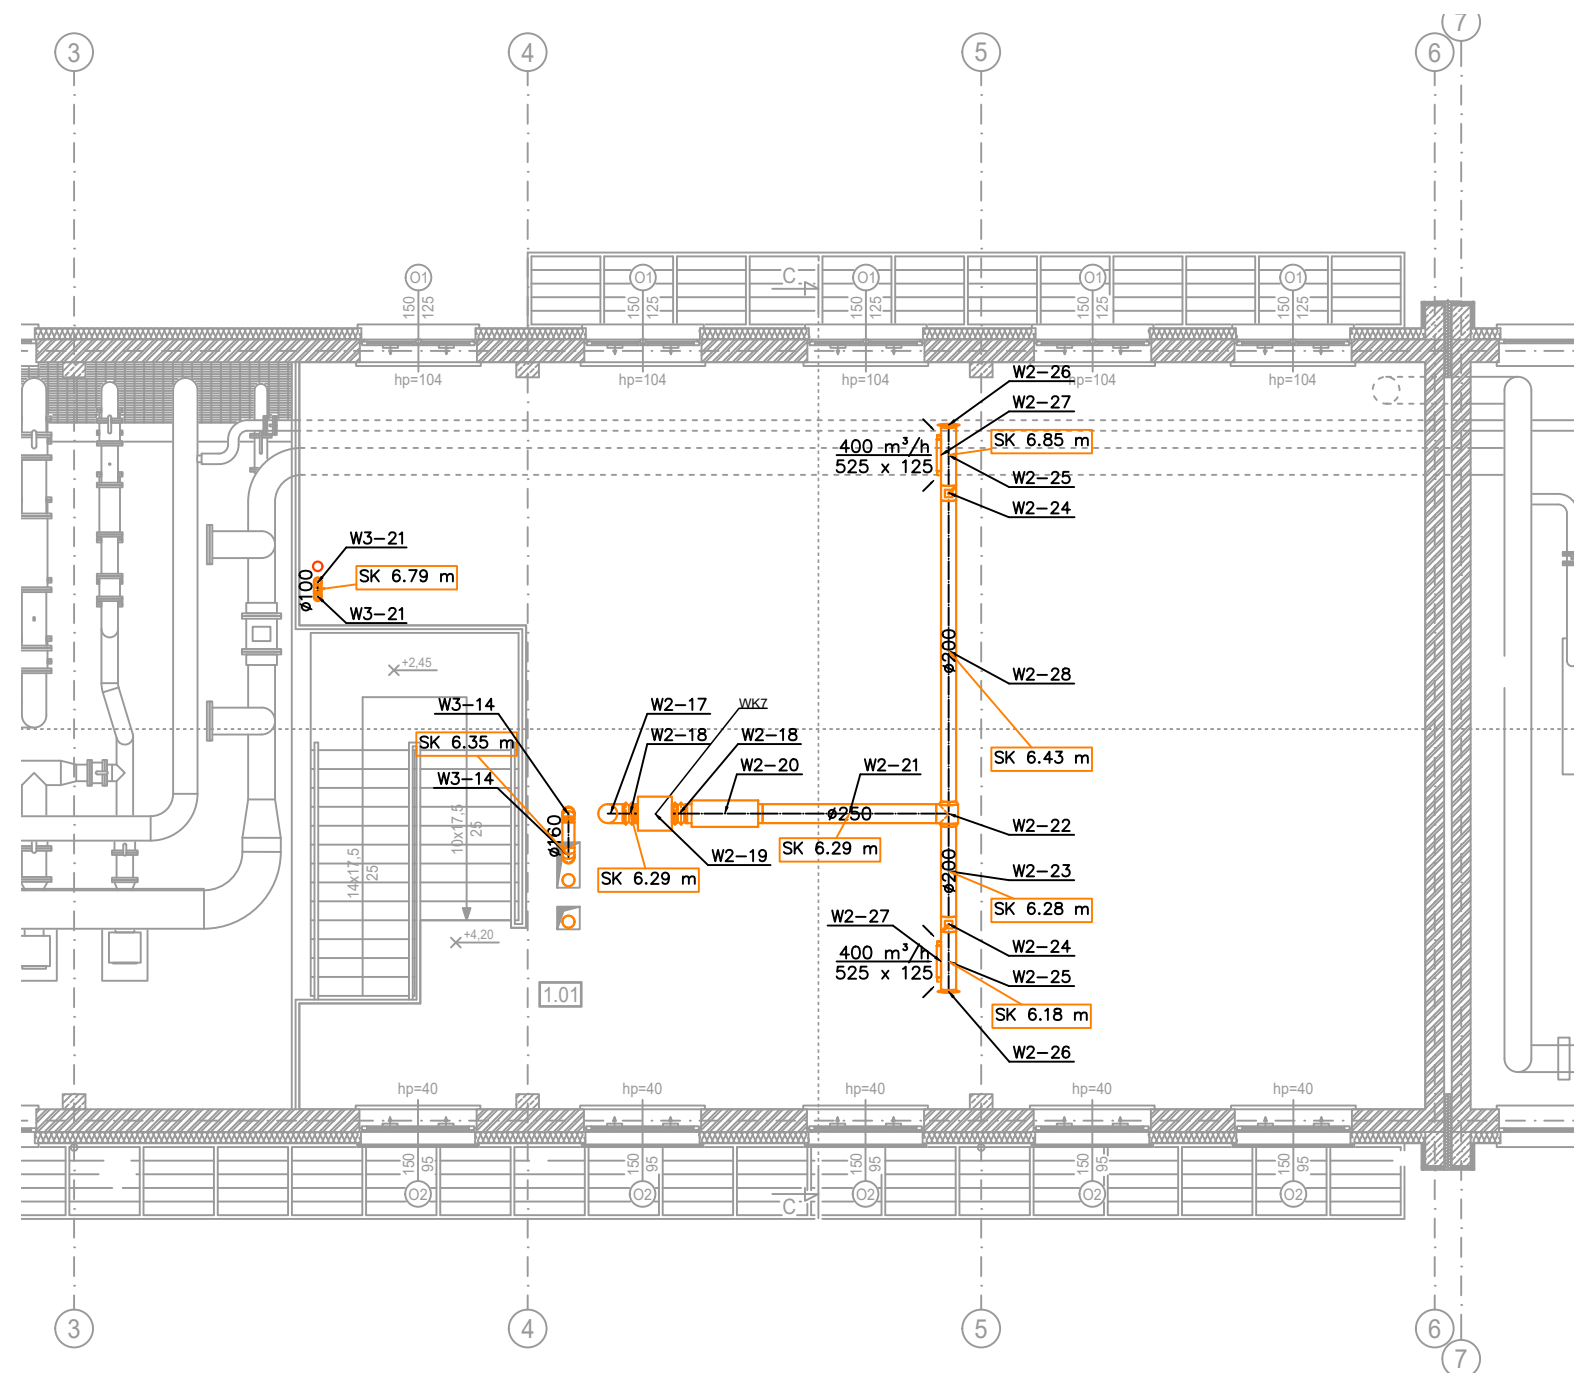 3
4
5
6
7
O1
O1
O1
O1
O1
C
150
125
150
125
150
125
150
125
150
125
hp=104
hp=104
hp=104
hp=104
hp=104
W2-26
W2-27
SK 6.85 m
400 m³/h
525 x 125
W2-25
W2-24
W3-21
SK 6.79 m
ø100
W3-21
ø200
W2-28
+2,45
W3-14
W2-17
WK7
SK 6.35 m
W2-18
W2-18
SK 6.43 m
W3-14
W2-20
W2-21
ø160
ø250
W2-22
10x17,5
25
SK 6.29 m
W2-19
14x17,5
25
SK 6.29 m
ø200
W2-23
SK 6.28 m
W2-27
+4,20
400 m³/h
525 x 125
W2-24
W2-25
1.01
SK 6.18 m
W2-26
hp=40
hp=40
hp=40
hp=40
hp=40
150
95
150
95
150
95
150
95
150
95
O2
O2
O2
O2
O2
C
3
4
5
6
7